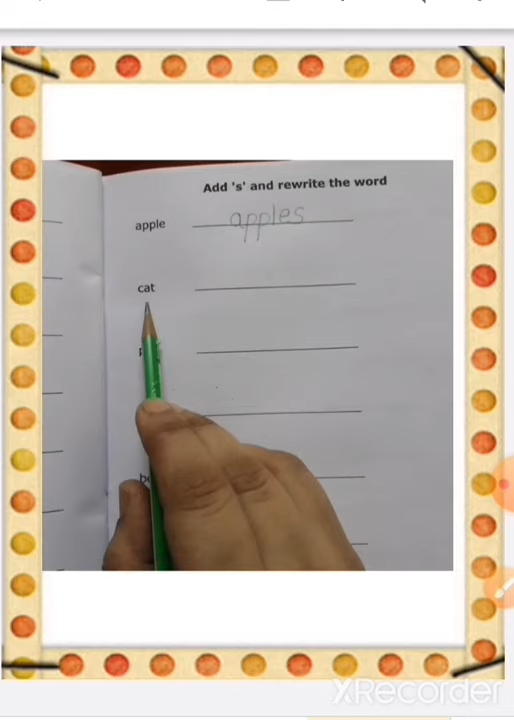 Add 's' and rewrite the word
apple apples
cat
XRecorder